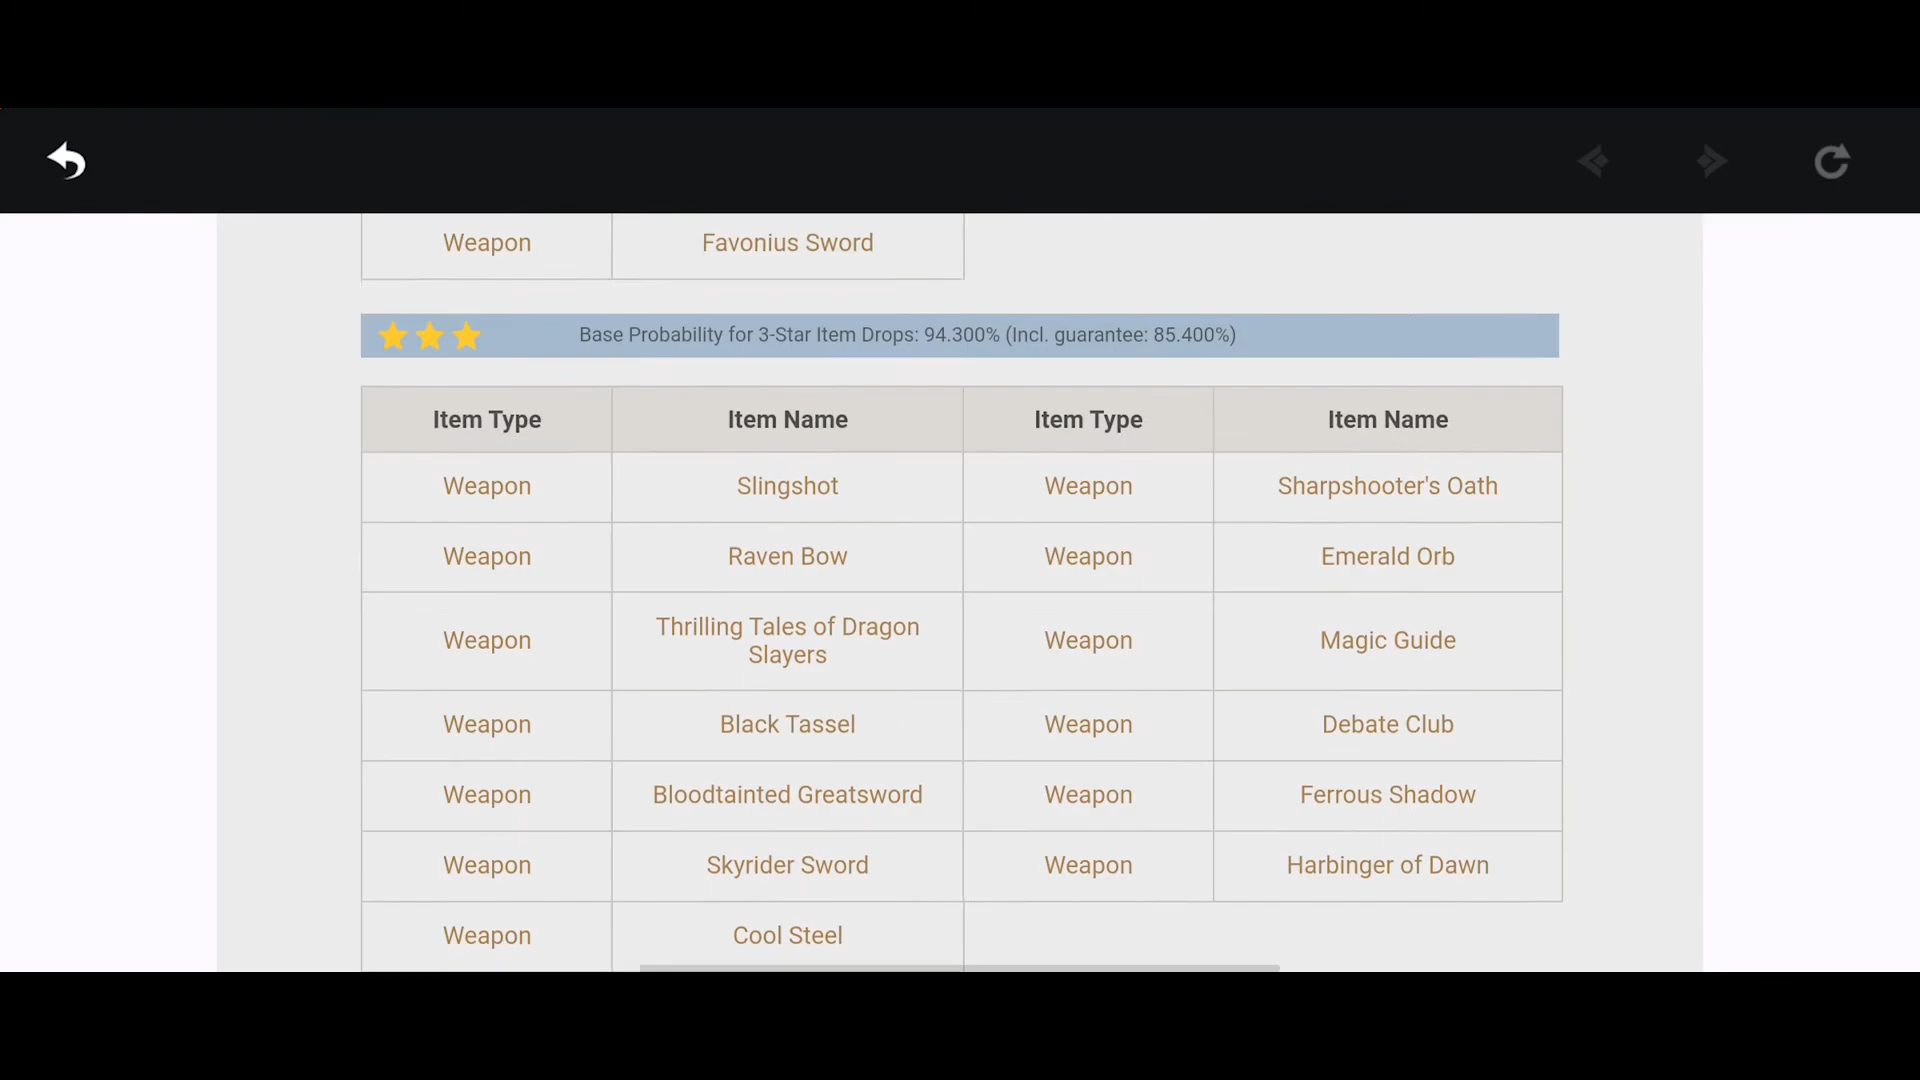 Weapon Favonius Sword
Base Probability for 3-Star Item Drops: 94.300% (Incl. guarantee: 85.400%)
Item Type Item Name Item Type Item Name
Weapon Slingshot Weapon Sharpshooter's Oath
Weapon Raven Bow Weapon Emerald Orb
Weapon Thrilling Tales of Dragon Slayers Weapon Magic Guide
Weapon Black Tassel Weapon Debate Club
Weapon Bloodtainted Greatsword Weapon Ferrous Shadow
Weapon Skyrider Sword Weapon Harbinger of Dawn
Weapon Cool Steel